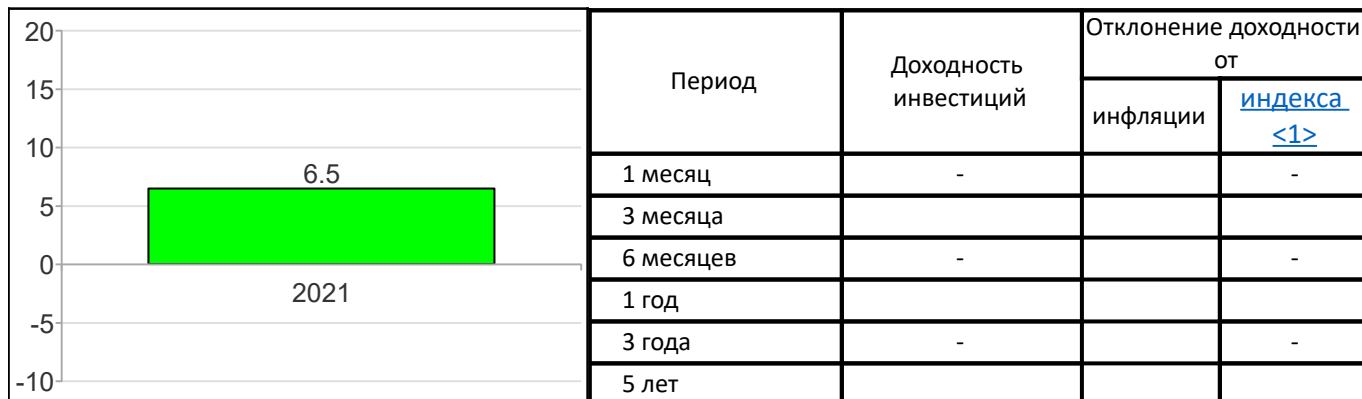 20
15
10
5
0
-5
-10
6.5
2021
Период
Доходность
инвестиций
Отклонение доходности
от
инфляции
индекса
<1>
1 месяц - -
3 месяца
6 месяцев - -
1 год
3 года - -
5 лет